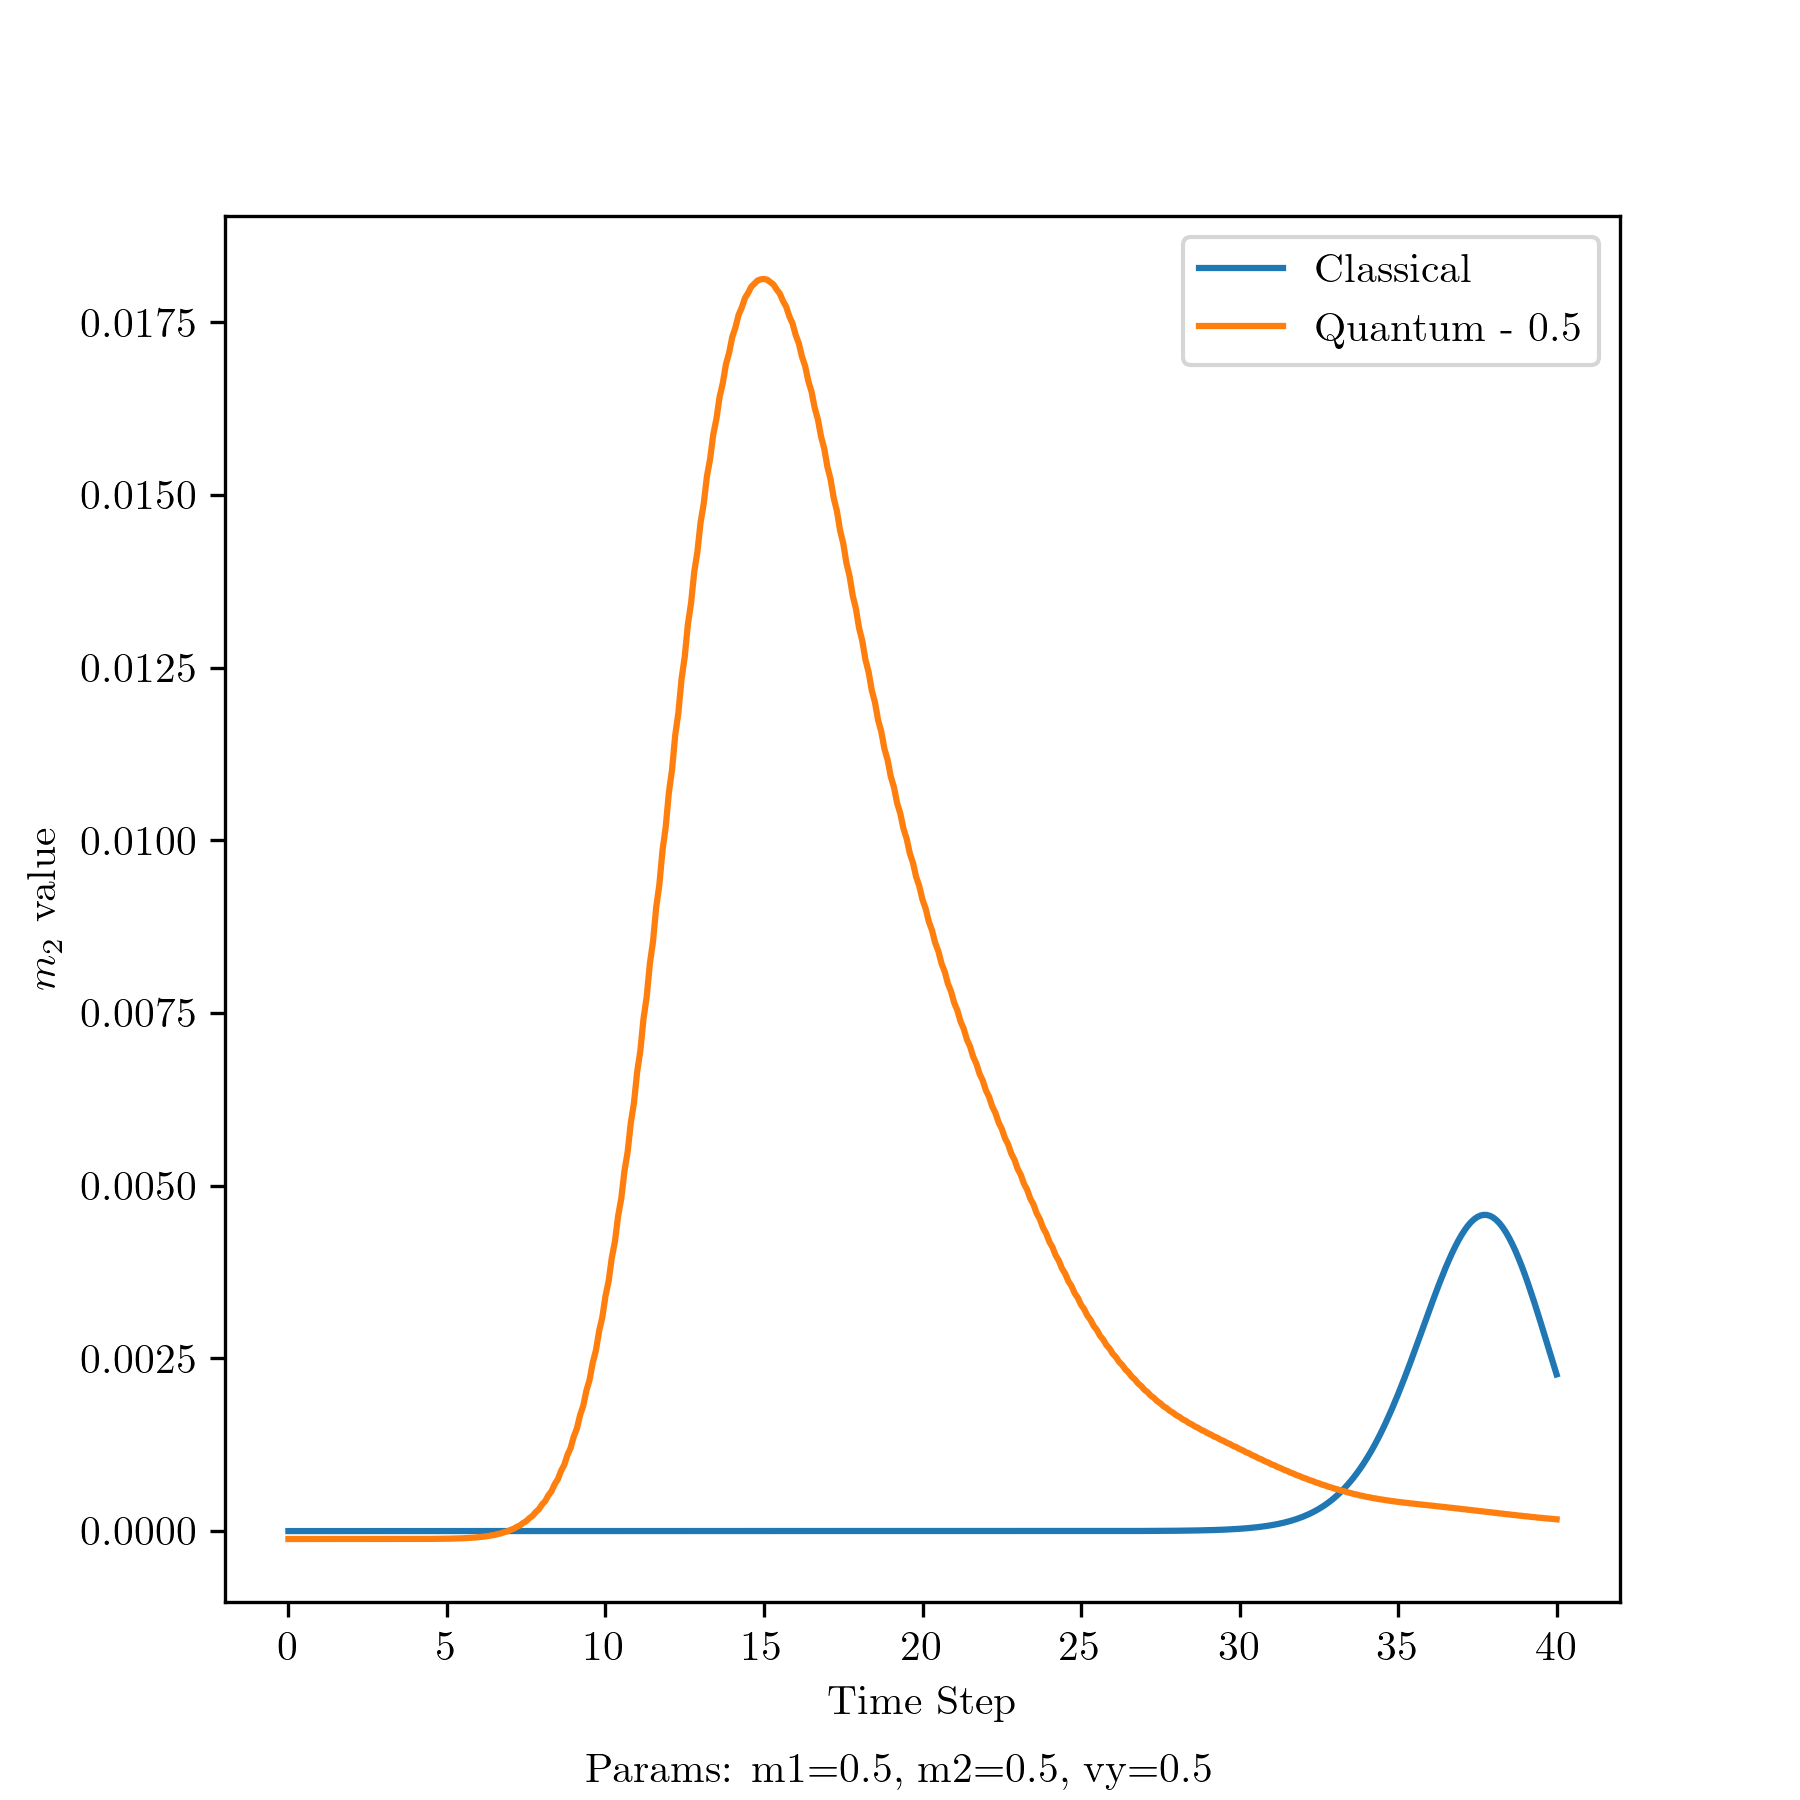 Classical
Quantum - 0.5
0.0175
0.0150
0.0125
0.0100
0.0075
0.0050
0.0025
0.0000
m₂ value
0 5 10 15 20 25 30 35 40
Time Step
Params: m1=0.5, m2=0.5, vy=0.5